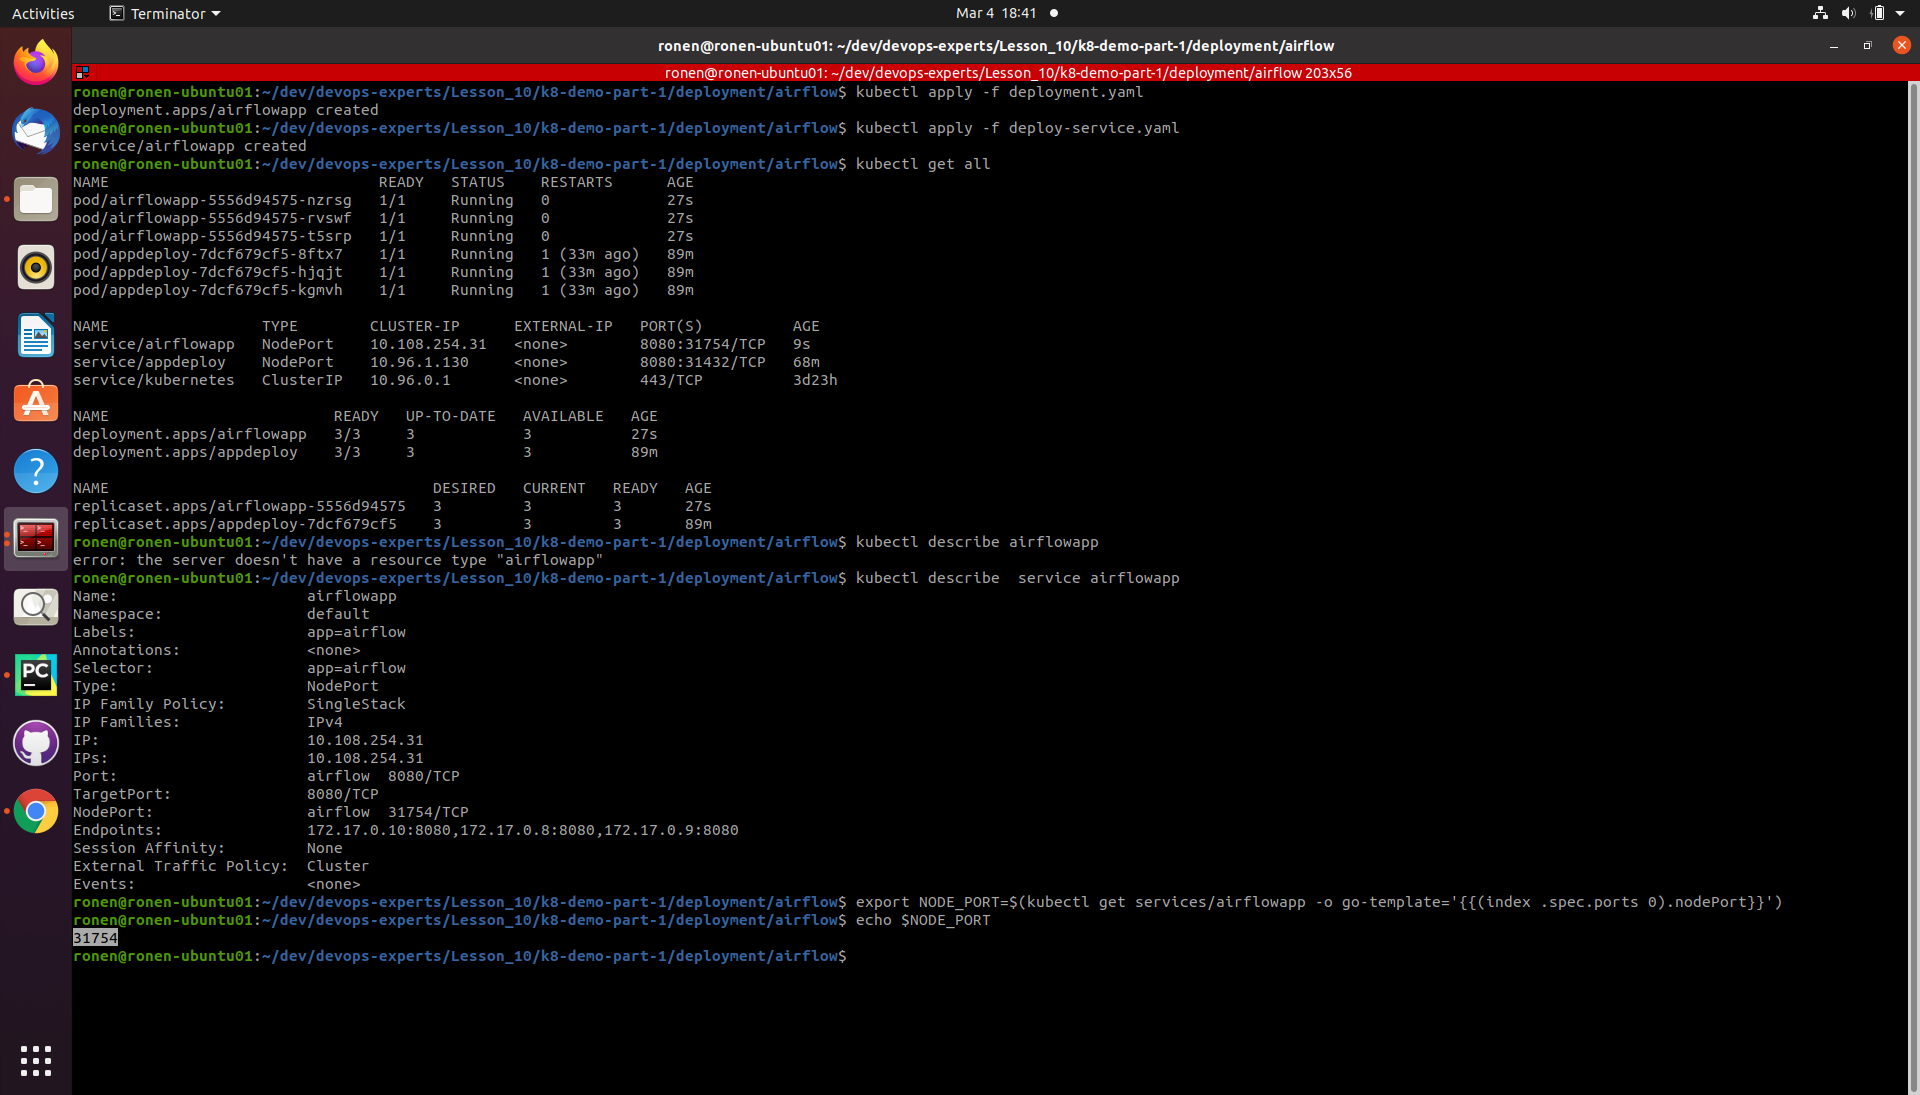 Activities
Terminator
Mar 4 18:41
ronen@ronen-ubuntu01: ~/dev/devops-experts/Lesson_10/k8-demo-part-1/deployment/airflow
ronen@ronen-ubuntu01: ~/dev/devops-experts/Lesson_10/k8-demo-part-1/deployment/airflow 203x56
ronen@ronen-ubuntu01:~/dev/devops-experts/Lesson_10/k8-demo-part-1/deployment/airflow$ kubectl apply -f deployment.yaml
deployment.apps/airflowapp created
ronen@ronen-ubuntu01:~/dev/devops-experts/Lesson_10/k8-demo-part-1/deployment/airflow$ kubectl apply -f deploy-service.yaml
service/airflowapp created
ronen@ronen-ubuntu01:~/dev/devops-experts/Lesson_10/k8-demo-part-1/deployment/airflow$ kubectl get all
NAME                              READY   STATUS    RESTARTS      AGE
pod/airflowapp-5556d94575-nzrsg   1/1     Running   0             27s
pod/airflowapp-5556d94575-rvswf   1/1     Running   0             27s
pod/airflowapp-5556d94575-t5srp   1/1     Running   0             27s
pod/appdeploy-7dcf679cf5-8ftx7    1/1     Running   1 (33m ago)   89m
pod/appdeploy-7dcf679cf5-hjqjt    1/1     Running   1 (33m ago)   89m
pod/appdeploy-7dcf679cf5-kgmvh    1/1     Running   1 (33m ago)   89m
NAME                 TYPE        CLUSTER-IP      EXTERNAL-IP   PORT(S)          AGE
service/airflowapp   NodePort    10.108.254.31   <none>        8080:31754/TCP   9s
service/appdeploy    NodePort    10.96.1.130     <none>        8080:31432/TCP   68m
service/kubernetes   ClusterIP   10.96.0.1       <none>        443/TCP          3d23h
NAME                         READY   UP-TO-DATE   AVAILABLE   AGE
deployment.apps/airflowapp   3/3     3            3           27s
deployment.apps/appdeploy    3/3     3            3           89m
NAME                                    DESIRED   CURRENT   READY   AGE
replicaset.apps/airflowapp-5556d94575   3         3         3       27s
replicaset.apps/appdeploy-7dcf679cf5    3         3         3       89m
ronen@ronen-ubuntu01:~/dev/devops-experts/Lesson_10/k8-demo-part-1/deployment/airflow$ kubectl describe airflowapp
error: the server doesn't have a resource type "airflowapp"
ronen@ronen-ubuntu01:~/dev/devops-experts/Lesson_10/k8-demo-part-1/deployment/airflow$ kubectl describe  service airflowapp
Name:                     airflowapp
Namespace:                default
Labels:                   app=airflow
Annotations:              <none>
Selector:                 app=airflow
Type:                     NodePort
IP Family Policy:         SingleStack
IP Families:              IPv4
IP:                       10.108.254.31
IPs:                      10.108.254.31
Port:                     airflow  8080/TCP
TargetPort:               8080/TCP
NodePort:                 airflow  31754/TCP
Endpoints:                172.17.0.10:8080,172.17.0.8:8080,172.17.0.9:8080
Session Affinity:         None
External Traffic Policy:  Cluster
Events:                   <none>
ronen@ronen-ubuntu01:~/dev/devops-experts/Lesson_10/k8-demo-part-1/deployment/airflow$ export NODE_PORT=$(kubectl get services/airflowapp -o go-template='{{(index .spec.ports 0).nodePort}}')
ronen@ronen-ubuntu01:~/dev/devops-experts/Lesson_10/k8-demo-part-1/deployment/airflow$ echo $NODE_PORT
31754
ronen@ronen-ubuntu01:~/dev/devops-experts/Lesson_10/k8-demo-part-1/deployment/airflow$
PC